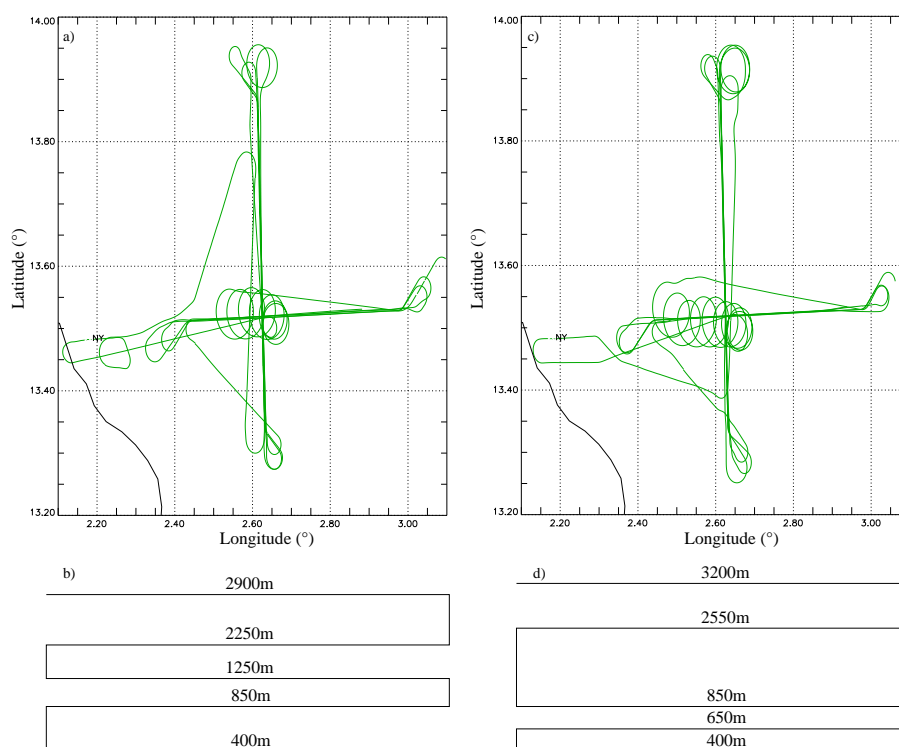 14.00
a)
13.80
13.60
13.40
13.20
Latitude (°)
NY
2.20
2.40
2.60
2.80
3.00
Longitude (°)
14.00
c)
13.80
13.60
13.40
13.20
Latitude (°)
NY
2.20
2.40
2.60
2.80
3.00
Longitude (°)
b)
2900m
2250m
1250m
850m
400m
d)
3200m
2550m
850m
650m
400m